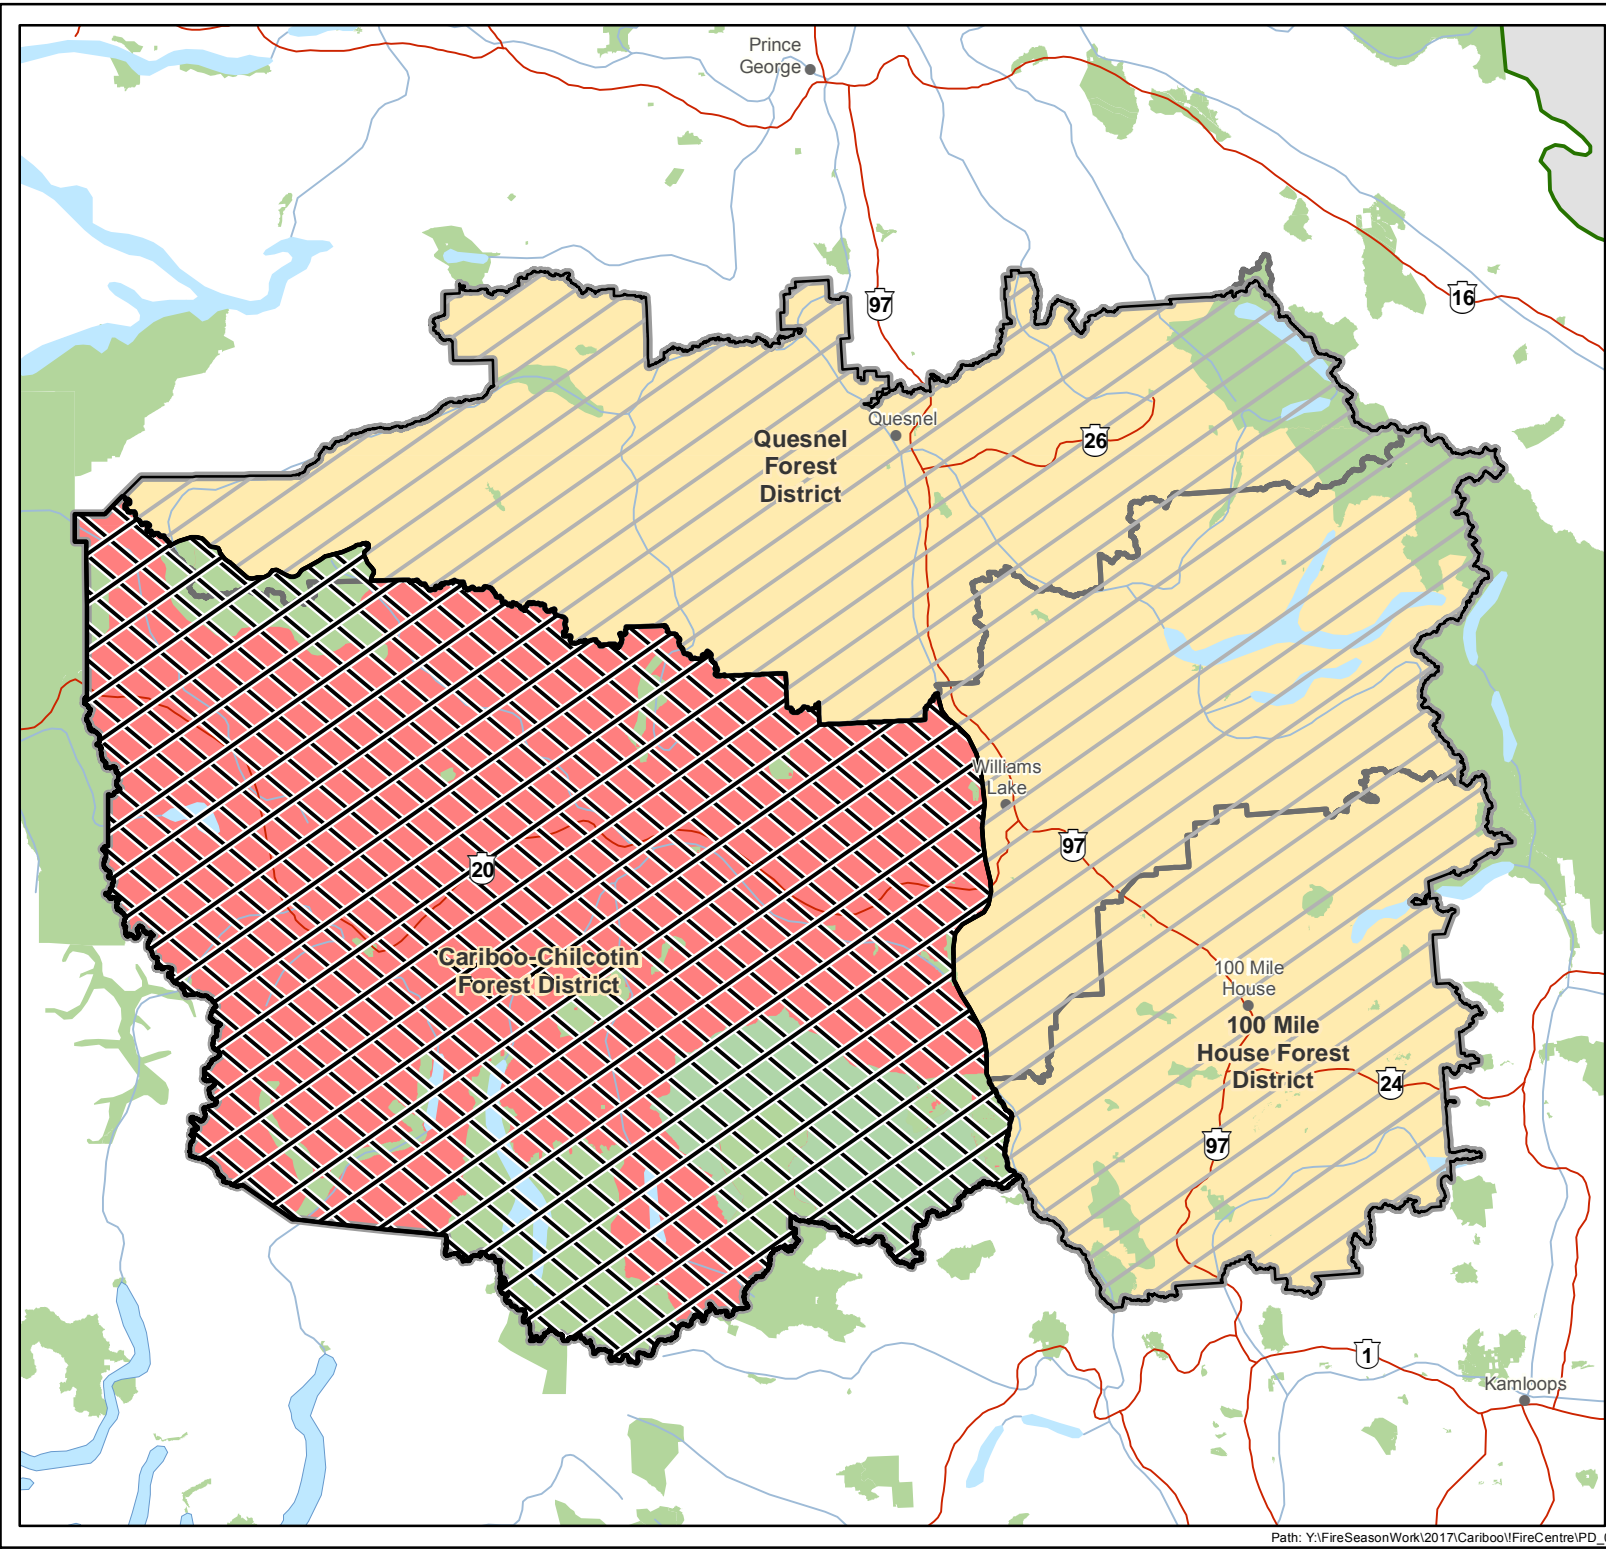 Prince
George
97
16
Quesnel
Quesnel
Forest
District
26
Williams
Lake
97
20
Cariboo-Chilcotin
Forest District
100 Mile
House
100 Mile
House Forest
District
24
97
1
Kamloops
Path: Y:\FireSeasonWork\2017\Cariboo\!FireCentre\PD_